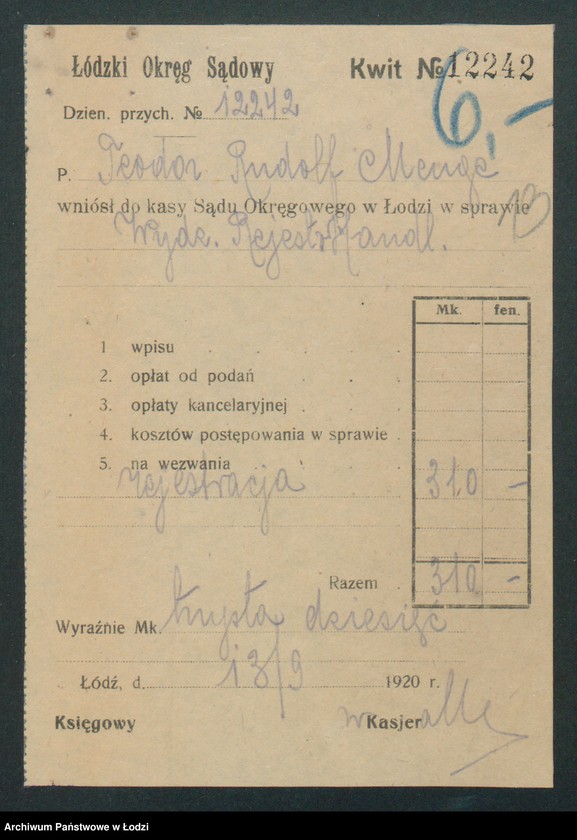 Łódzki Okręg Sądowy
Kwit № 12242
Dzien. przych. № 12242
6,-
P. Teodor Rudolf Menge
wniósł do kasy Sądu Okręgowego w Łodzi w sprawie
13
Wydz. Rejestr Handl.
Mk. fen.
1 wpisu
2. opłat od podań
3. opłaty kancelaryjnej
4. kosztów postępowania w sprawie
5. na wezwania
rejestracja 310 -
Razem 310 -
Wyraźnie Mk. trzysta dziesięć
Łódź, d. 13/9 1920 r.
Księgowy Kasjer
Archiwum Państwowe w Łodzi